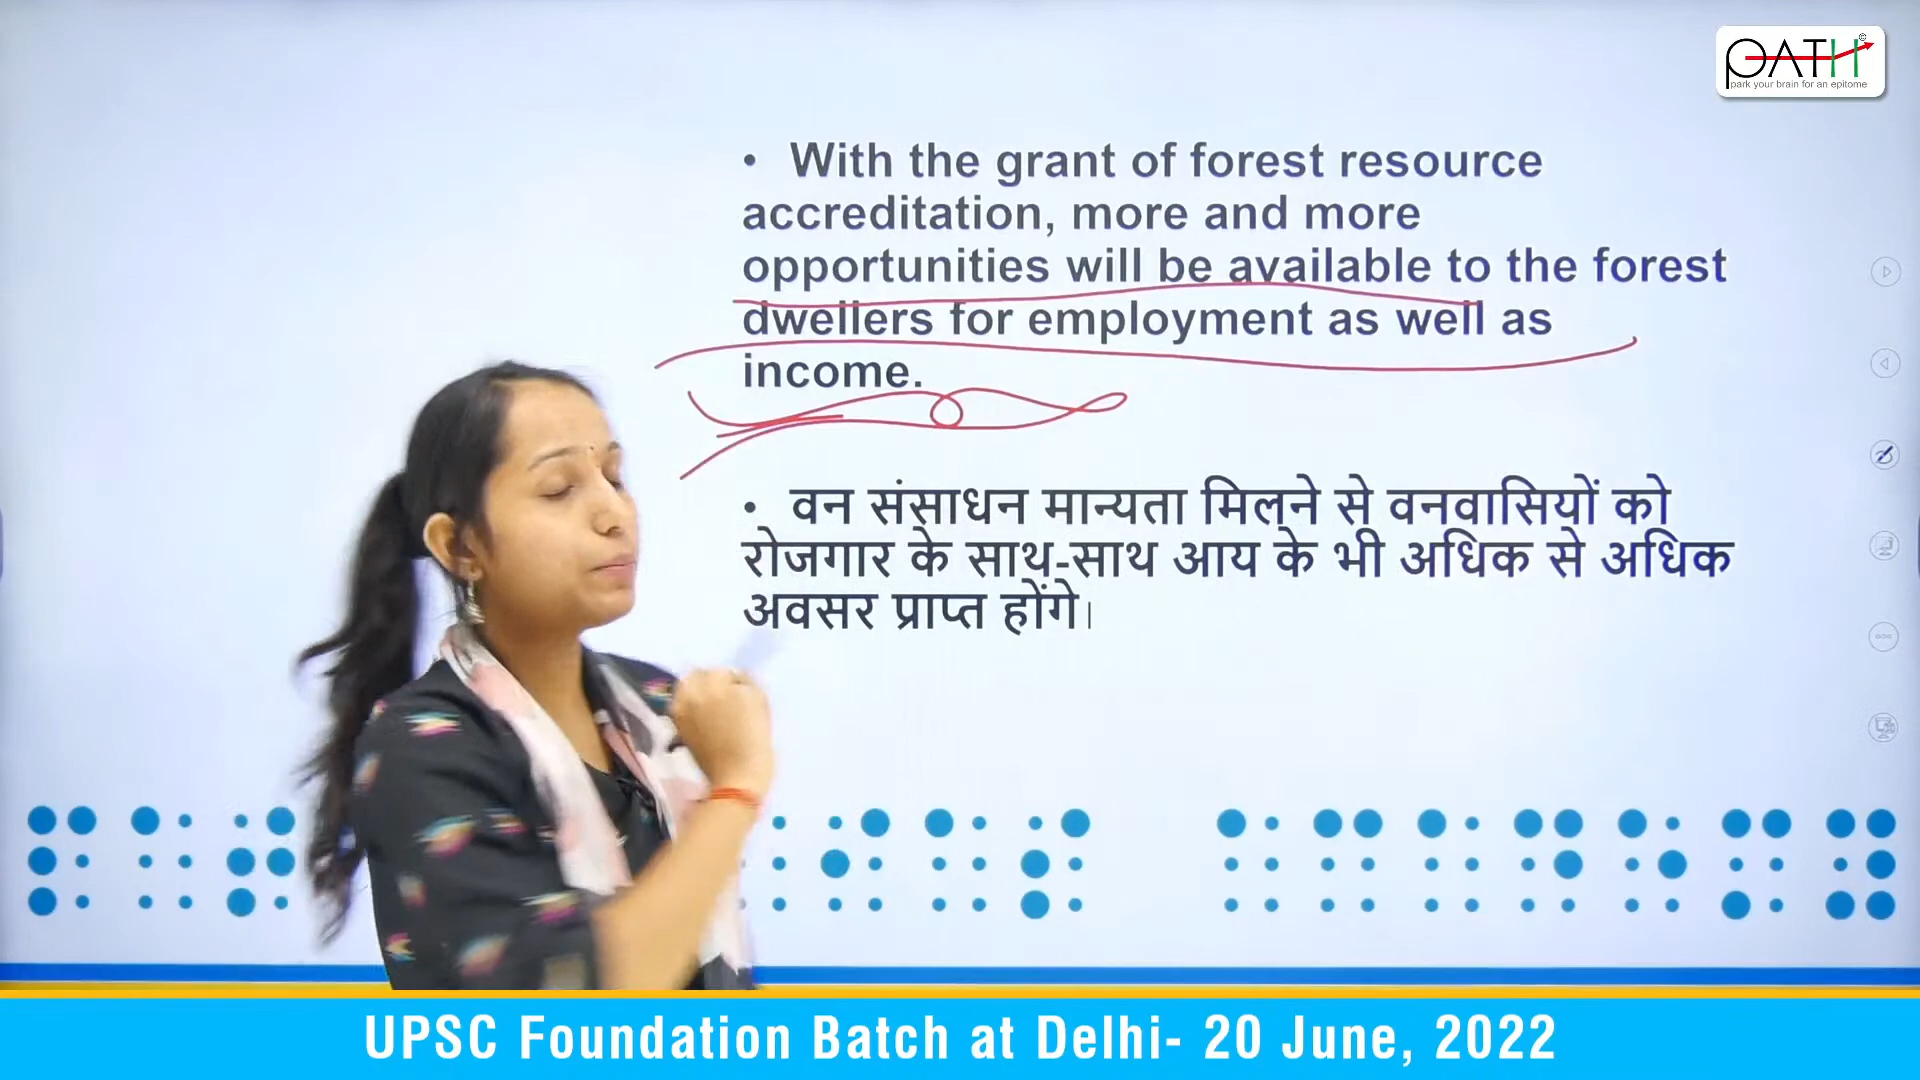 PATH©
park your brain for an epitome
• With the grant of forest resource
accreditation, more and more
opportunities will be available to the forest
dwellers for employment as well as
income.
• वन संसाधन मान्यता मिलने से वनवासियों को
रोजगार के साथ-साथ आय के भी अधिक से अधिक
अवसर प्राप्त होंगे।
UPSC Foundation Batch at Delhi- 20 June, 2022